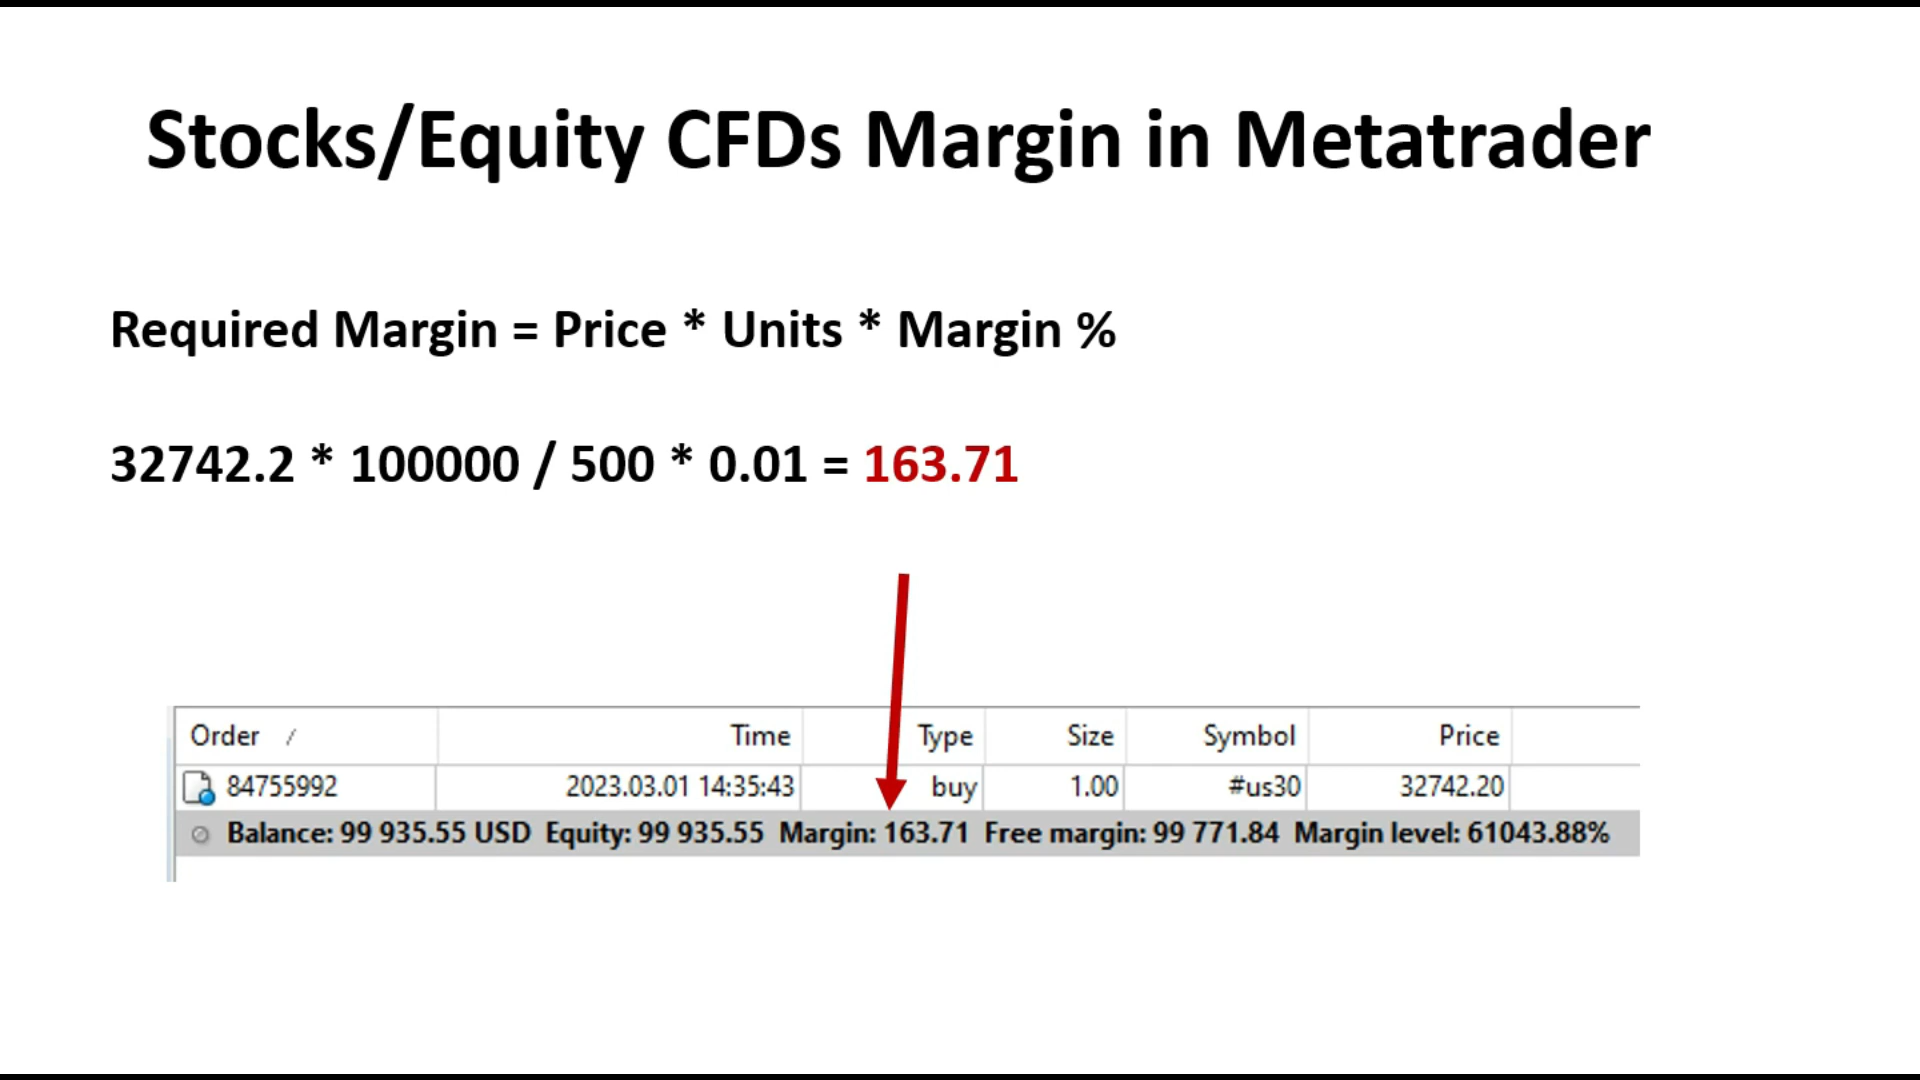 Stocks/Equity CFDs Margin in Metatrader
Required Margin = Price * Units * Margin %
32742.2 * 100000 / 500 * 0.01 = 163.71
Order / Time Type Size Symbol Price
84755992 2023.03.01 14:35:43 buy 1.00 #us30 32742.20
Balance: 99 935.55 USD Equity: 99 935.55 Margin: 163.71 Free margin: 99 771.84 Margin level: 61043.88%